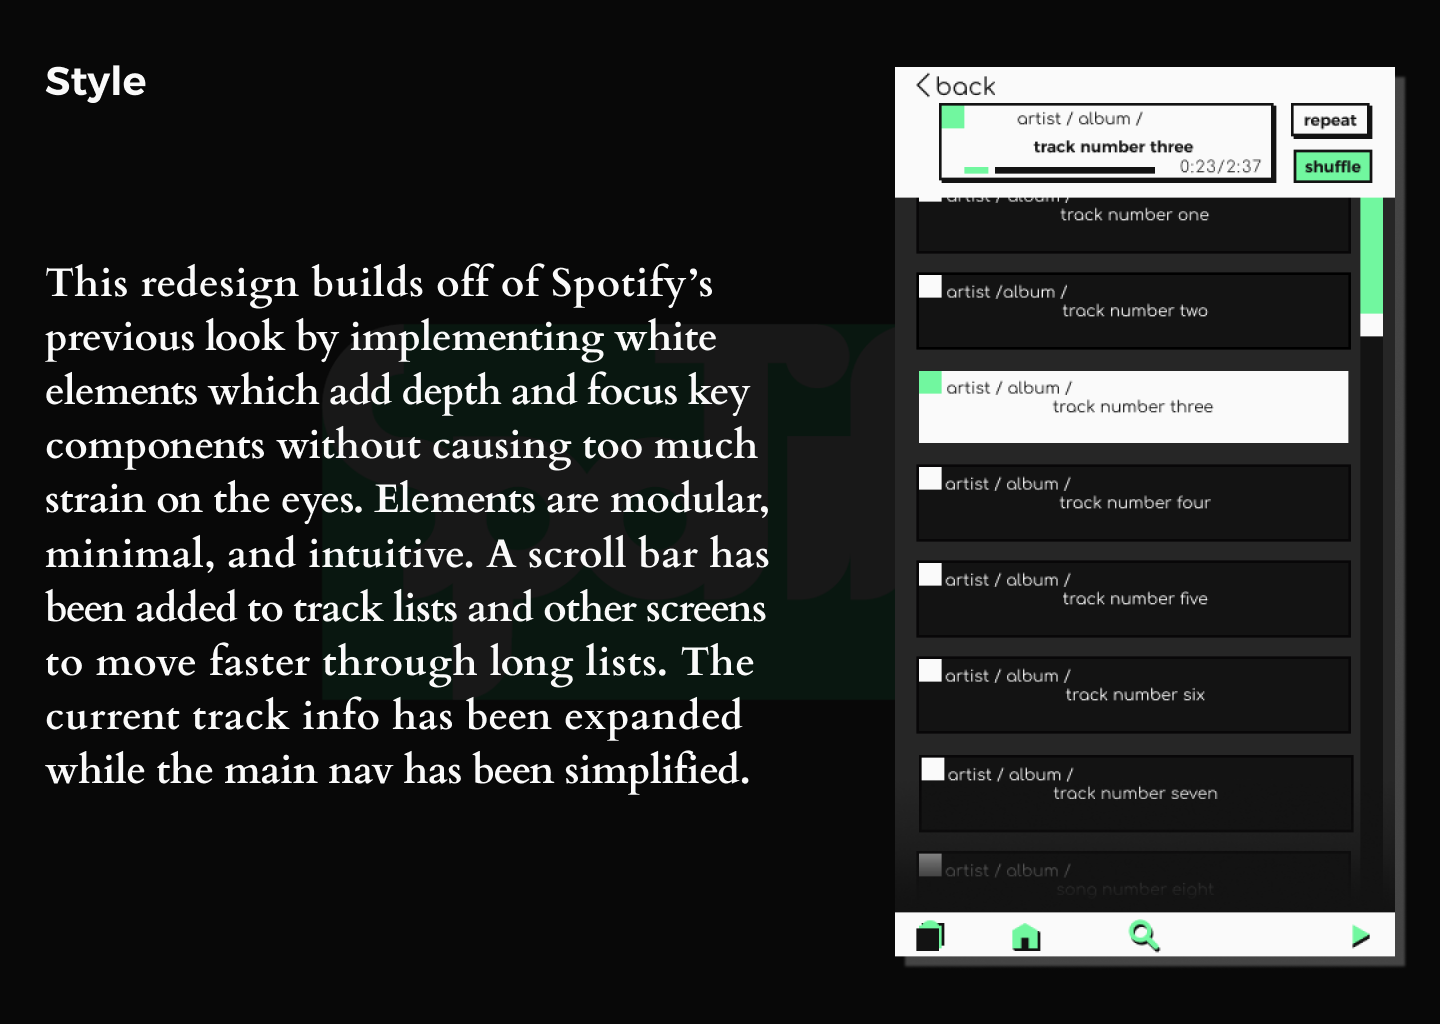 Style
This redesign builds off of Spotify’s
previous look by implementing white
elements which add depth and focus key
components without causing too much
strain on the eyes. Elements are modular,
minimal, and intuitive. A scroll bar has
been added to track lists and other screens
to move faster through long lists. The
current track info has been expanded
while the main nav has been simplified.
back
artist / album /
track number three
0:23/2:37
repeat
shuffle
artist / album /
track number one
artist /album /
track number two
artist / album /
track number three
artist / album /
track number four
artist / album /
track number five
artist / album /
track number six
artist / album /
track number seven
artist / album /
song number eight